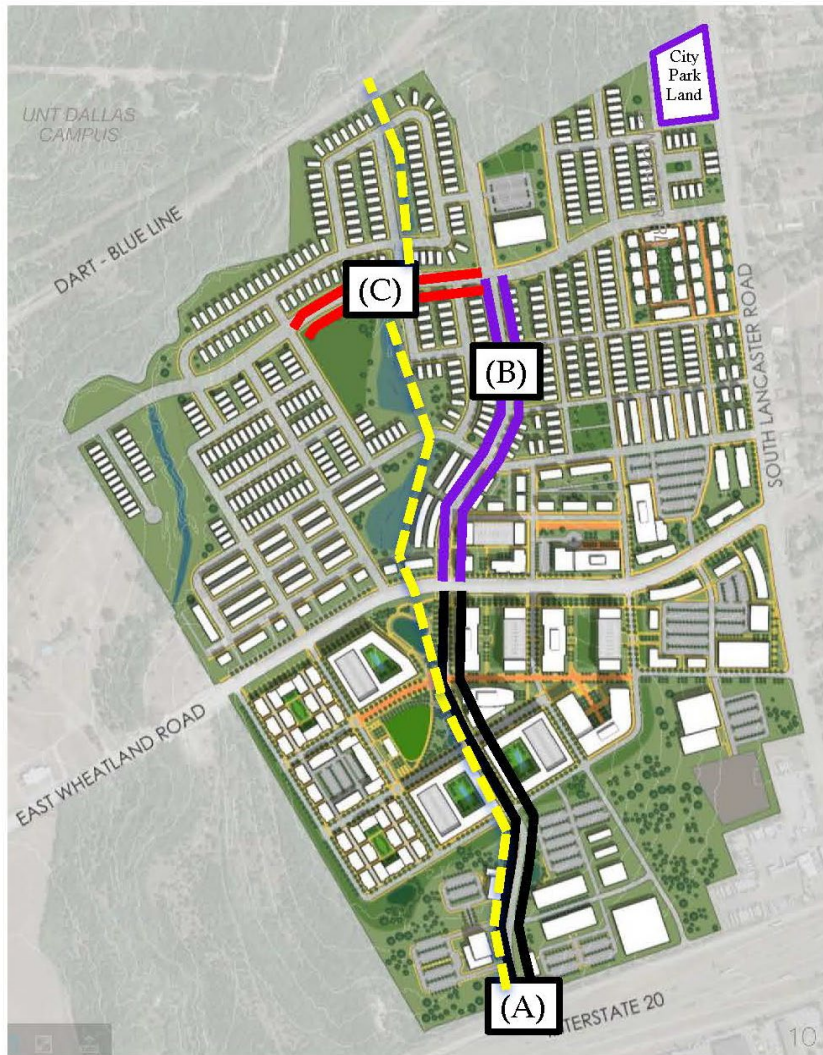 City
Park
Land
UNT DALLAS
CAMPUS
DART - BLUE LINE
(C)
(B)
SOUTH LANCASTER ROAD
EAST WHEATLAND ROAD
(A)
INTERSTATE 20
10